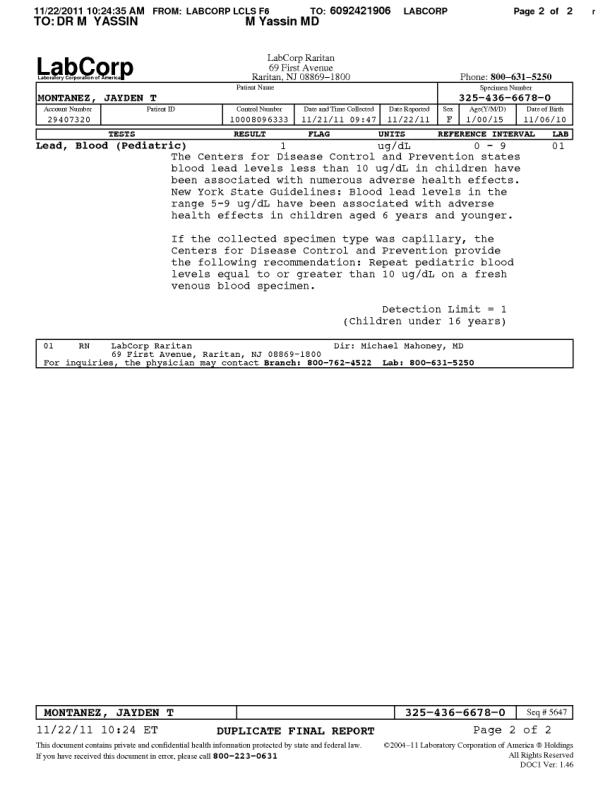 11/22/2011 10:24:35 AM FROM: LABCORP LCLS F6 TO: 6092421906 LABCORP Page 2 of 2 r
TO: DR M YASSIN M Yassin MD
LabCorp
Laboratory Corporation of America
LabCorp Raritan
69 First Avenue
Raritan, NJ 08869-1800 Phone: 800-631-5250
Patient Name Specimen Number
MONTANEZ, JAYDEN T 325-436-6678-0
Account Number Patient ID Control Number Date and Time Collected Date Reported Sex Age(Y/M/D) Date of Birth
29407320 10008096333 11/21/11 09:47 11/22/11 F 1/00/15 11/06/10
TESTS RESULT FLAG UNITS REFERENCE INTERVAL LAB
Lead, Blood (Pediatric) 1 ug/dL 0 - 9 01
The Centers for Disease Control and Prevention states
blood lead levels less than 10 ug/dL in children have
been associated with numerous adverse health effects.
New York State Guidelines: Blood lead levels in the
range 5-9 ug/dL have been associated with adverse
health effects in children aged 6 years and younger.
If the collected specimen type was capillary, the
Centers for Disease Control and Prevention provide
the following recommendation: Repeat pediatric blood
levels equal to or greater than 10 ug/dL on a fresh
venous blood specimen.
Detection Limit = 1
(Children under 16 years)
01 RN LabCorp Raritan Dir: Michael Mahoney, MD
69 First Avenue, Raritan, NJ 08869-1800
For inquiries, the physician may contact Branch: 800-762-4522 Lab: 800-631-5250
MONTANEZ, JAYDEN T 325-436-6678-0 Seq # 5647
11/22/11 10:24 ET DUPLICATE FINAL REPORT Page 2 of 2
This document contains private and confidential health information protected by state and federal law. ©2004-11 Laboratory Corporation of America ® Holdings
If you have received this document in error, please call 800-223-0631 All Rights Reserved
DOC1 Ver: 1.46